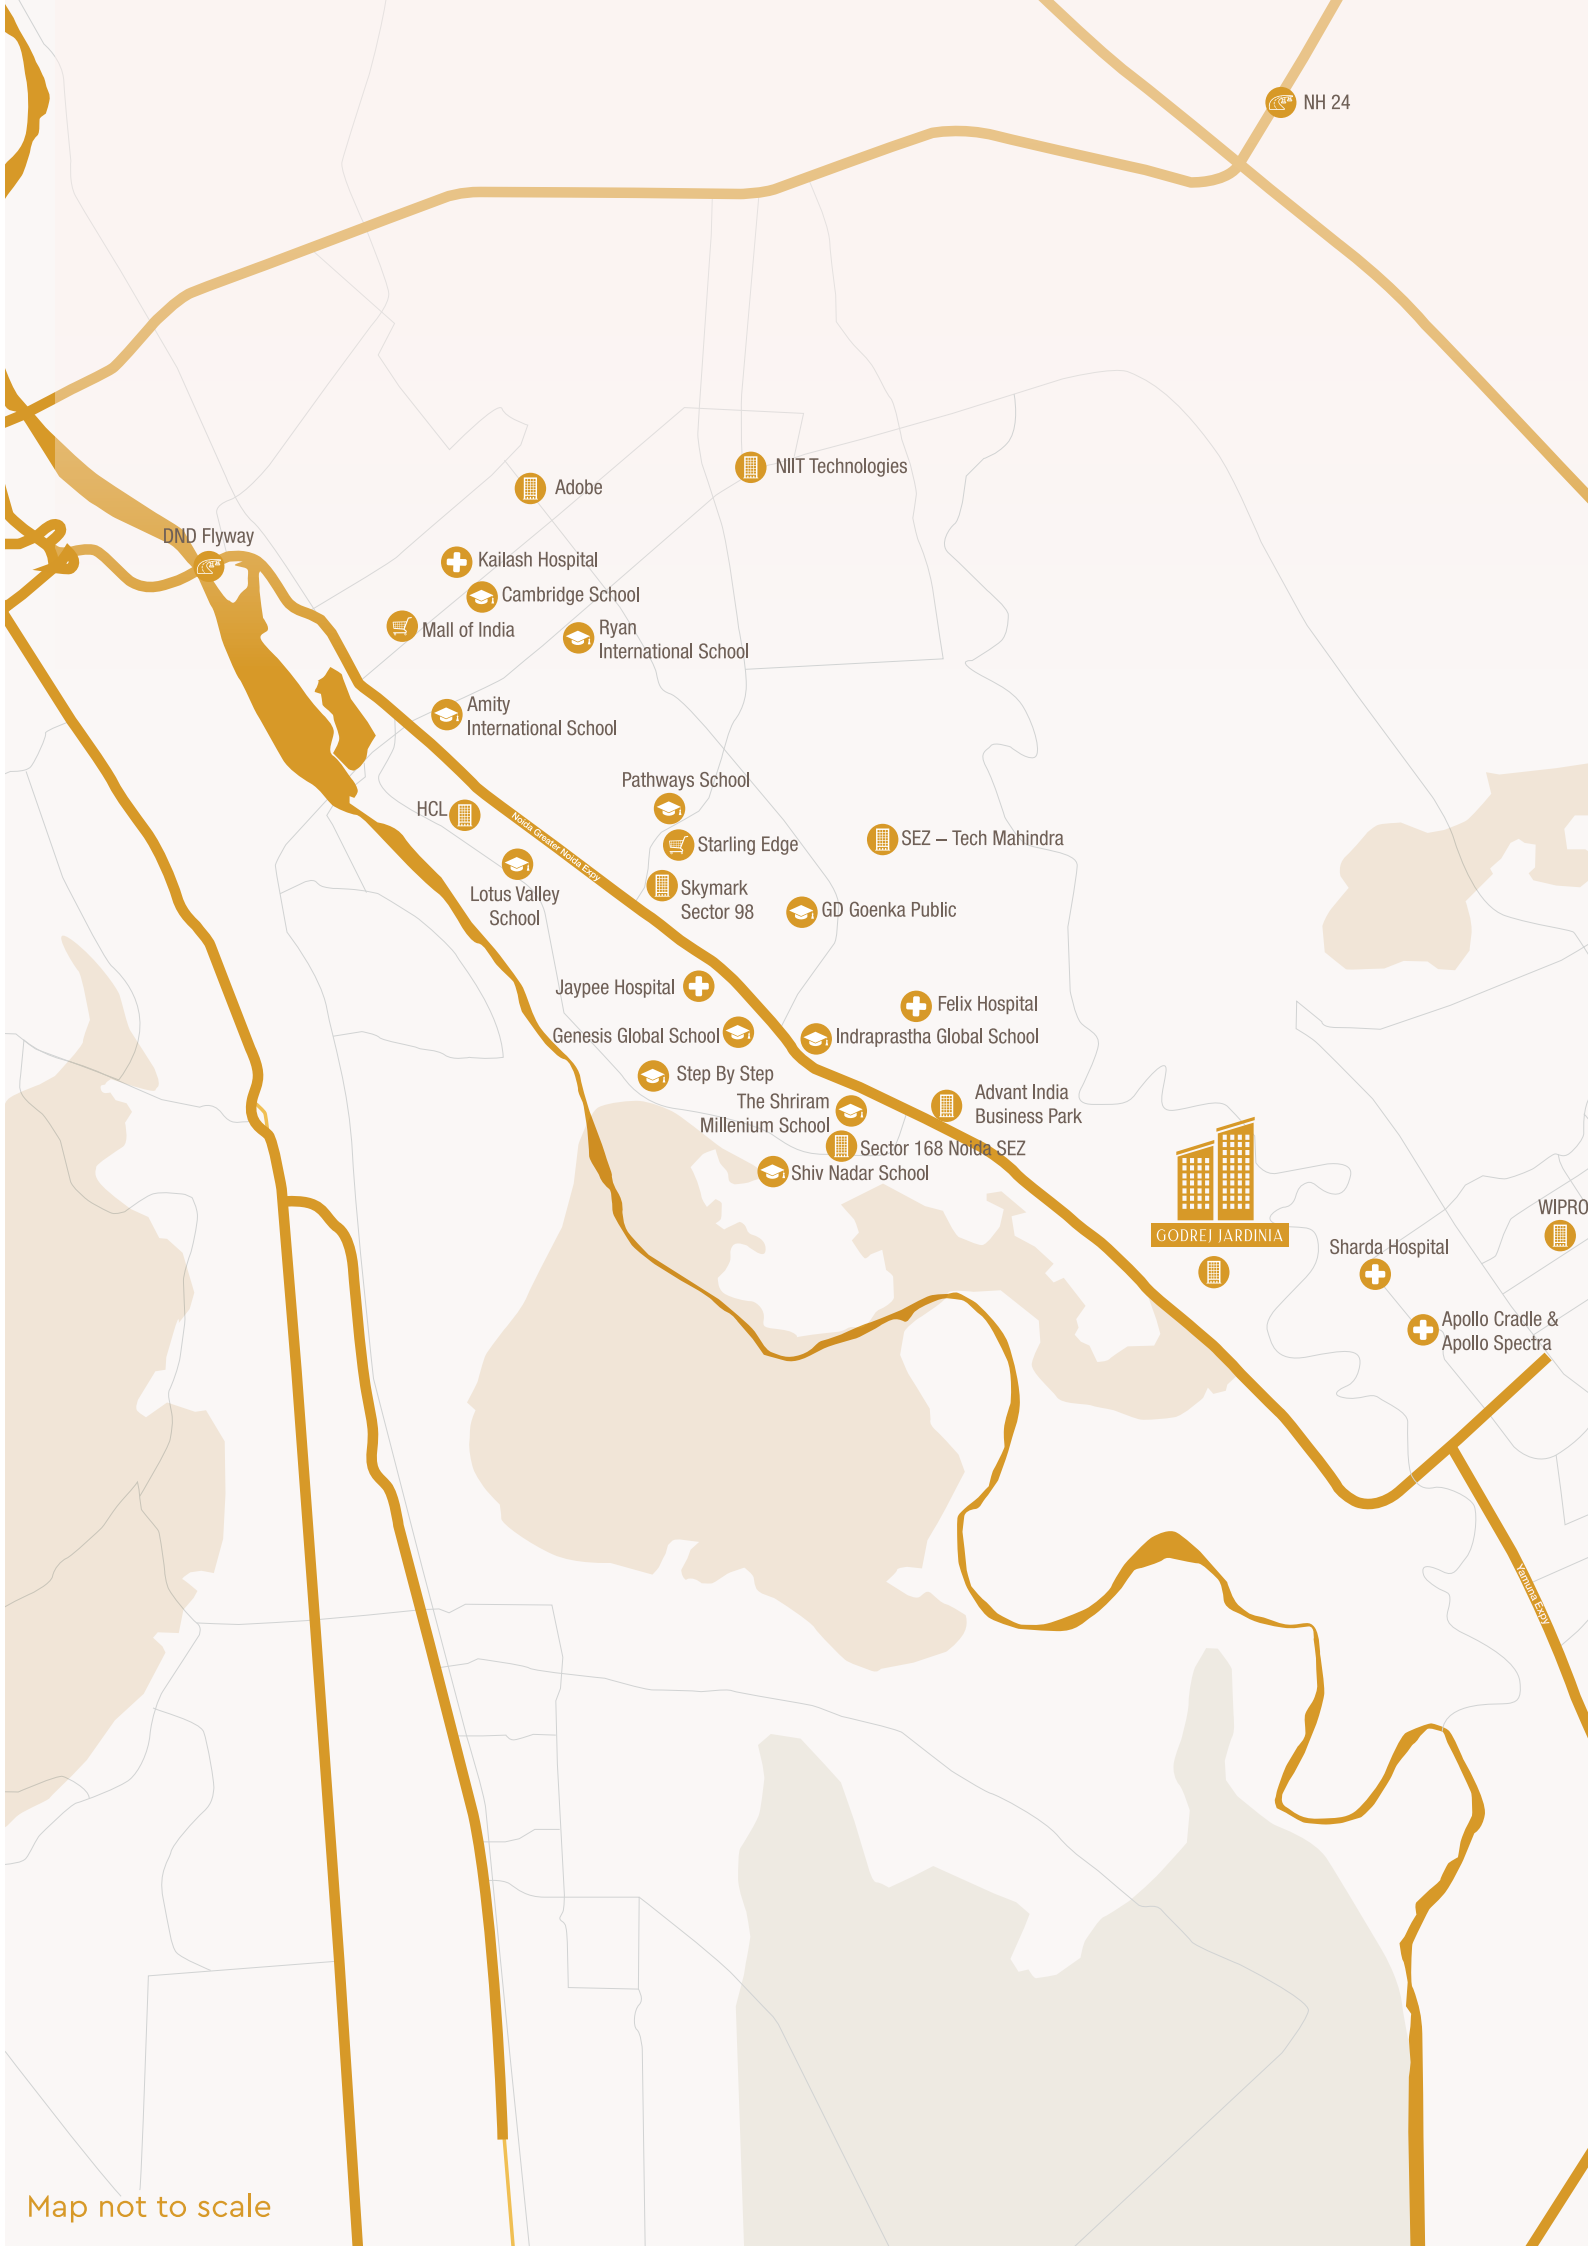 NH 24
NIIT Technologies
Adobe
DND Flyway
Kailash Hospital
Cambridge School
Mall of India
Ryan
International School
Amity
International School
Pathways School
HCL
Noida Greater Noida Expy
Starling Edge
SEZ – Tech Mahindra
Lotus Valley
School
Skymark
Sector 98
GD Goenka Public
Jaypee Hospital
Felix Hospital
Genesis Global School
Indraprastha Global School
Step By Step
The Shriram
Millenium School
Advant India
Business Park
Sector 168 Noida SEZ
Shiv Nadar School
GODREJ JARDINIA
WIPRO
Sharda Hospital
Apollo Cradle &
Apollo Spectra
Yamuna Expy
Map not to scale